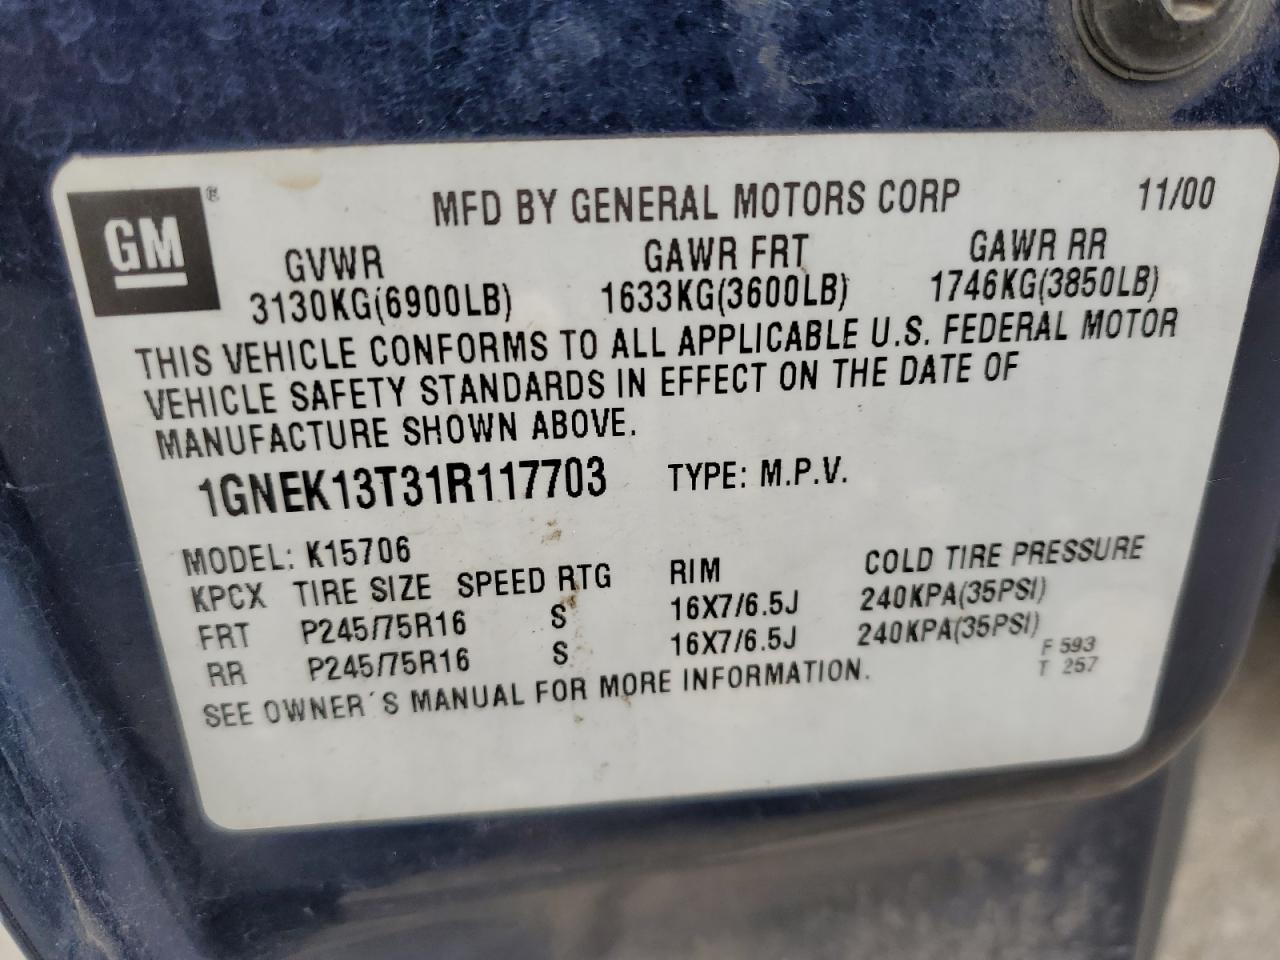 GM ®
MFD BY GENERAL MOTORS CORP 11/00
GVWR GAWR FRT GAWR RR
3130KG(6900LB) 1633KG(3600LB) 1746KG(3850LB)
THIS VEHICLE CONFORMS TO ALL APPLICABLE U.S. FEDERAL MOTOR
VEHICLE SAFETY STANDARDS IN EFFECT ON THE DATE OF
MANUFACTURE SHOWN ABOVE.
1GNEK13T31R117703 TYPE: M.P.V.
MODEL: K15706
KPCX TIRE SIZE SPEED RTG RIM COLD TIRE PRESSURE
FRT P245/75R16 S 16X7/6.5J 240KPA(35PSI)
RR P245/75R16 S 16X7/6.5J 240KPA(35PSI)
SEE OWNER´S MANUAL FOR MORE INFORMATION.
F 593
T 257